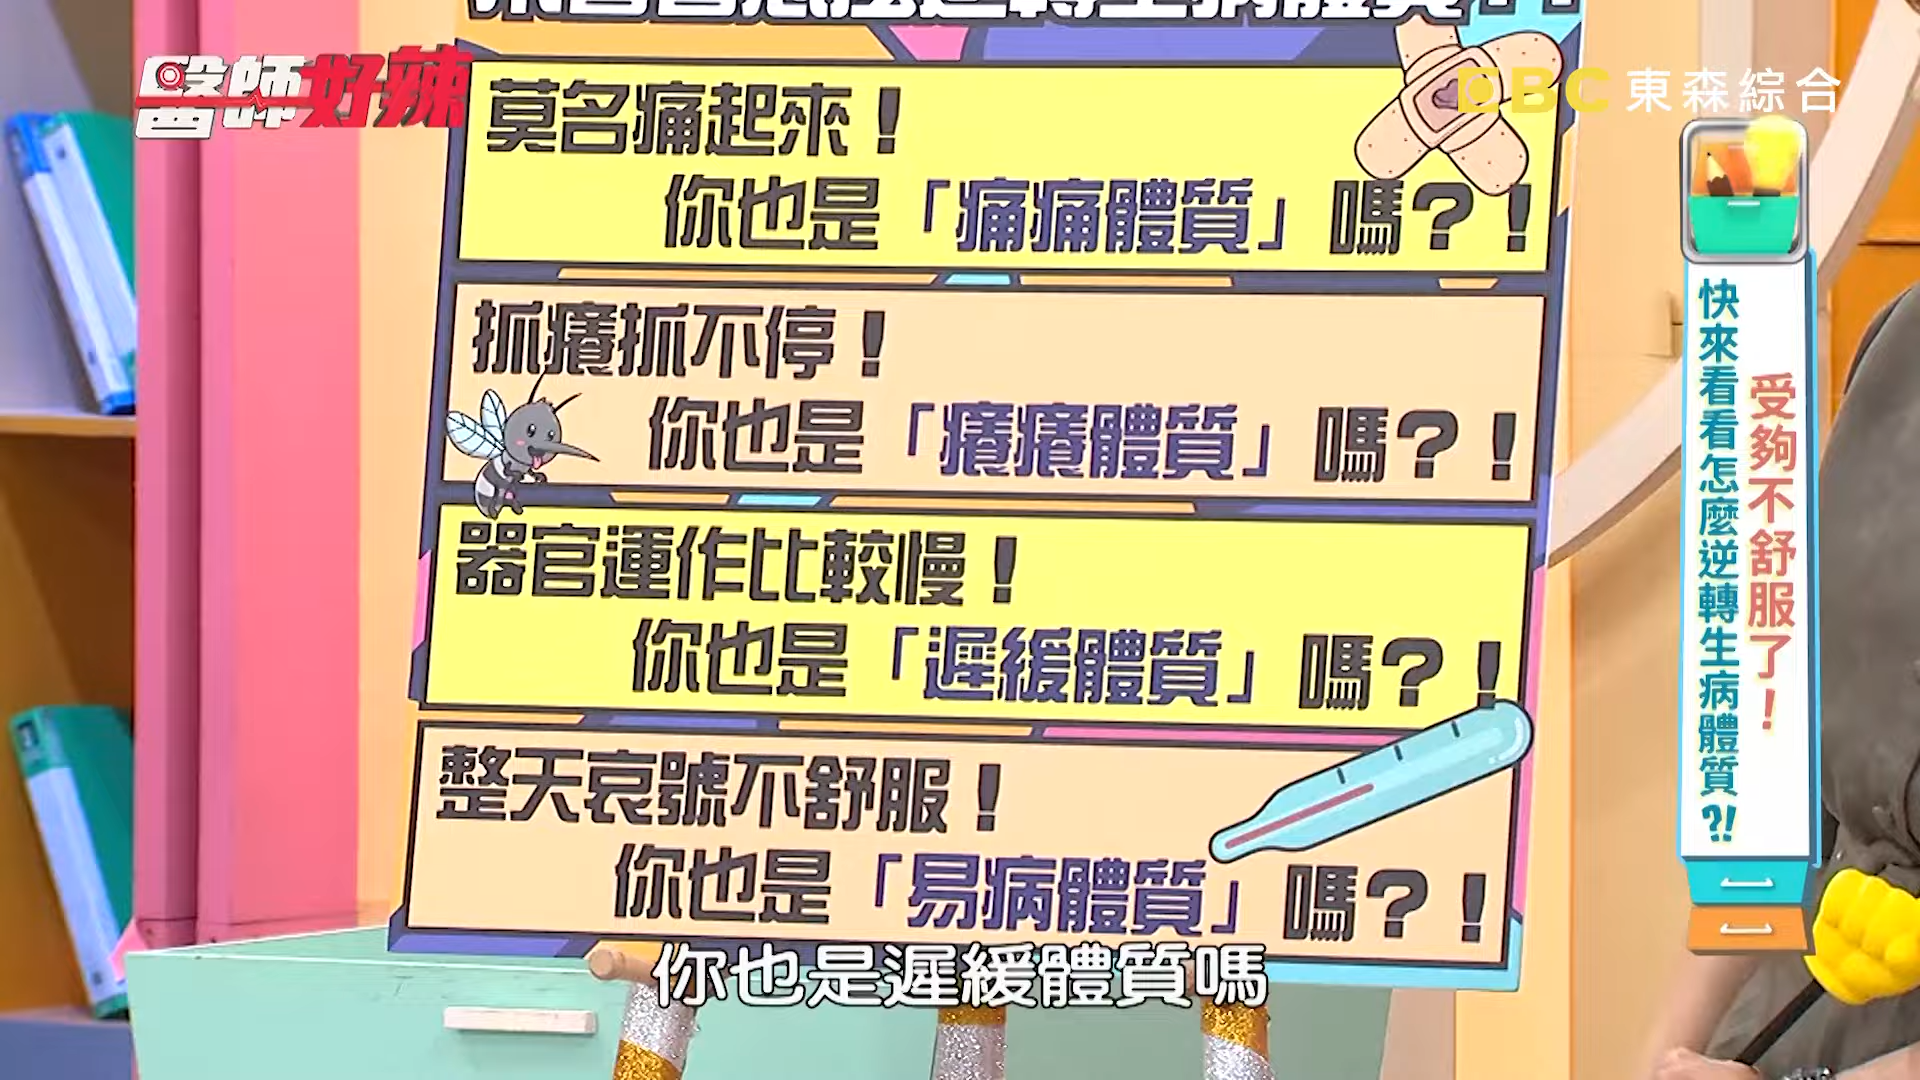 醫師好辣
EBC 東森綜合
莫名痛起來！
你也是「痛痛體質」嗎？！
抓癢抓不停！
你也是「癢癢體質」嗎？！
器官運作比較慢！
你也是「遲緩體質」嗎？！
整天哀號不舒服！
你也是「易病體質」嗎？！
受夠不舒服了！
快來看看怎麼逆轉生病體質?!
你也是遲緩體質嗎